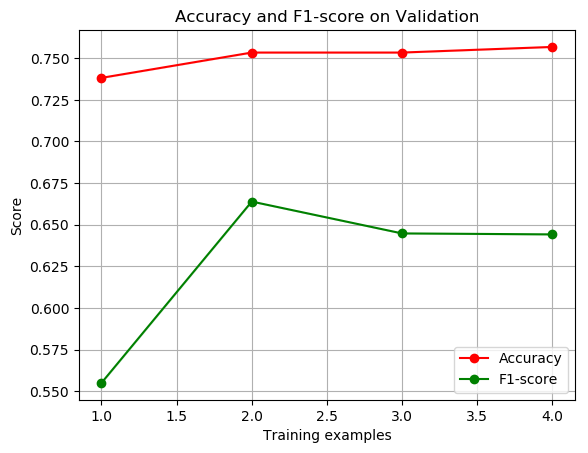 Accuracy and F1-score on Validation
0.750
0.725
0.700
0.675
0.650
0.625
0.600
0.575
0.550
Score
1.0 1.5 2.0 2.5 3.0 3.5 4.0
Training examples
Accuracy
F1-score